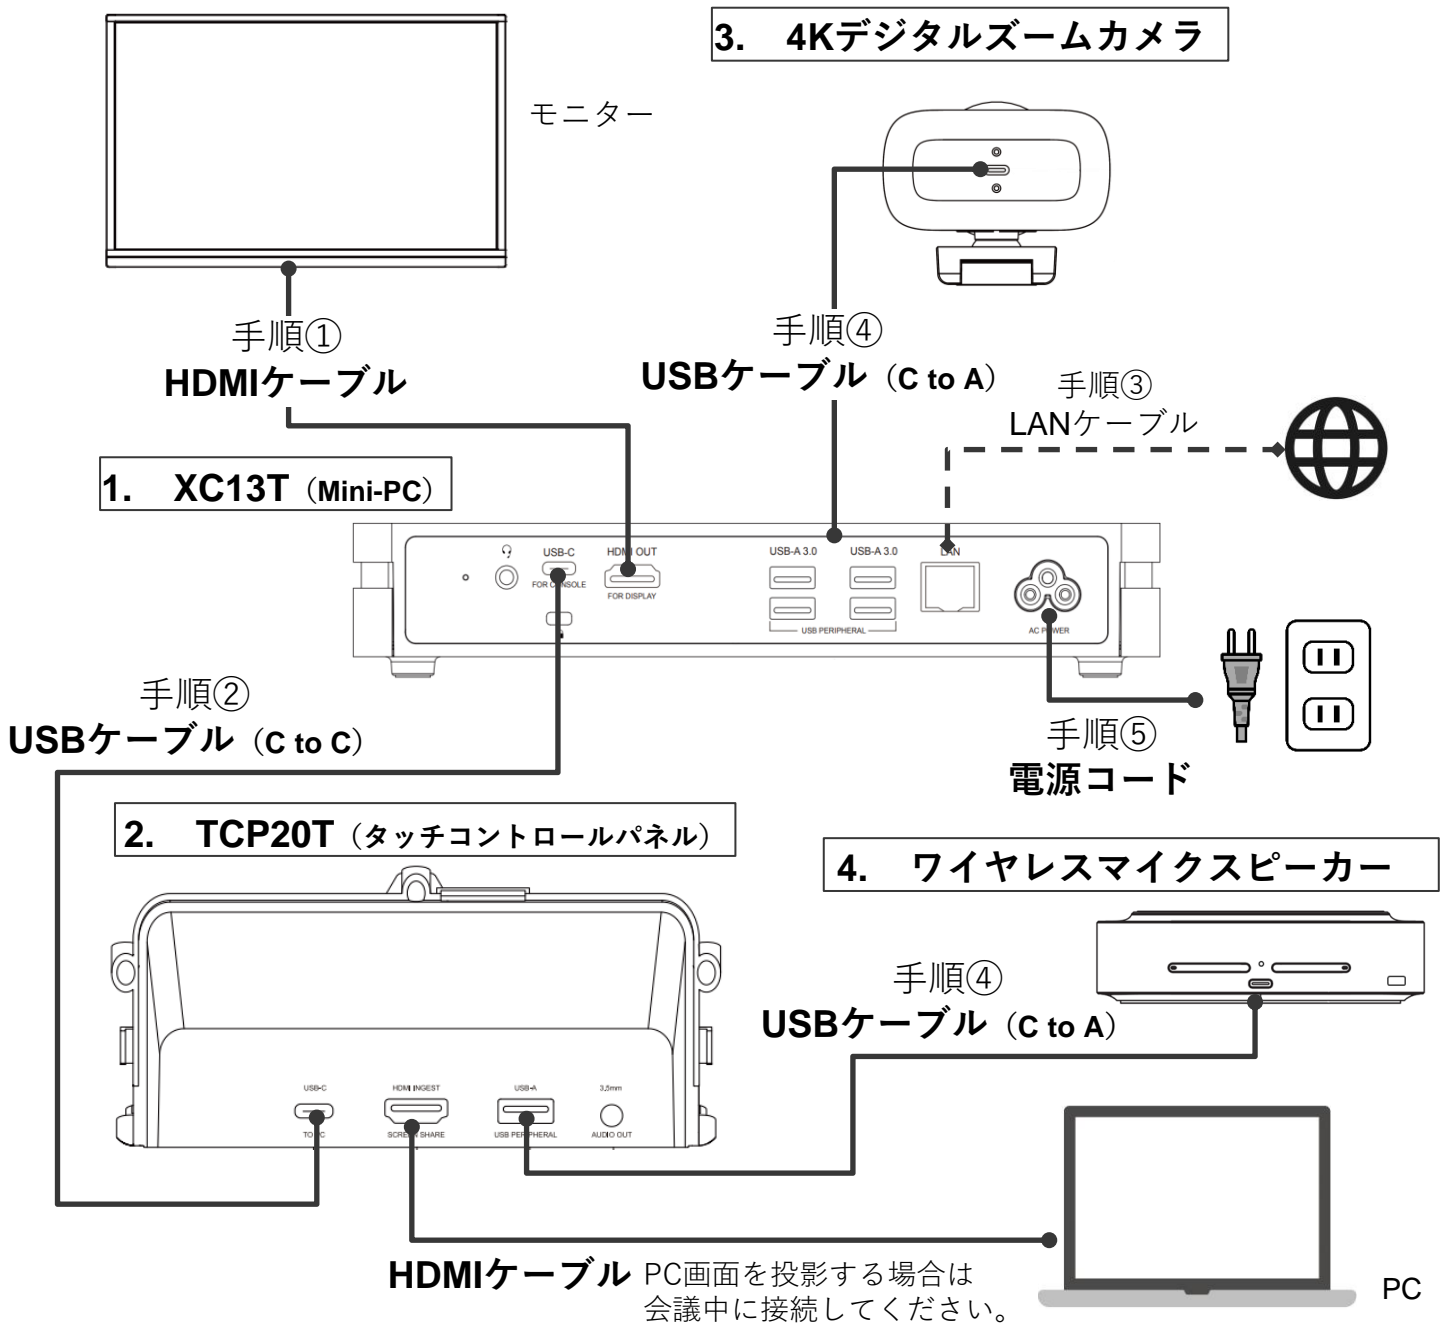 3. 4Kデジタルズームカメラ
モニター
手順①
HDMIケーブル
手順④
USBケーブル（C to A）
手順③
LANケーブル
1. XC13T（Mini-PC）
USB-C
HDMI OUT
USB-A 3.0
USB-A 3.0
LAN
FOR CONSOLE
FOR DISPLAY
USB PERIPHERAL
AC POWER
手順②
USBケーブル（C to C）
手順⑤
電源コード
2. TCP20T（タッチコントロールパネル）
4. ワイヤレスマイクスピーカー
手順④
USBケーブル（C to A）
USB-C
HDMI INGEST
USB-A
3,5mm
TO PC
SCREEN SHARE
USB PERIPHERAL
AUDIO OUT
HDMIケーブル PC画面を投影する場合は
会議中に接続してください。
PC